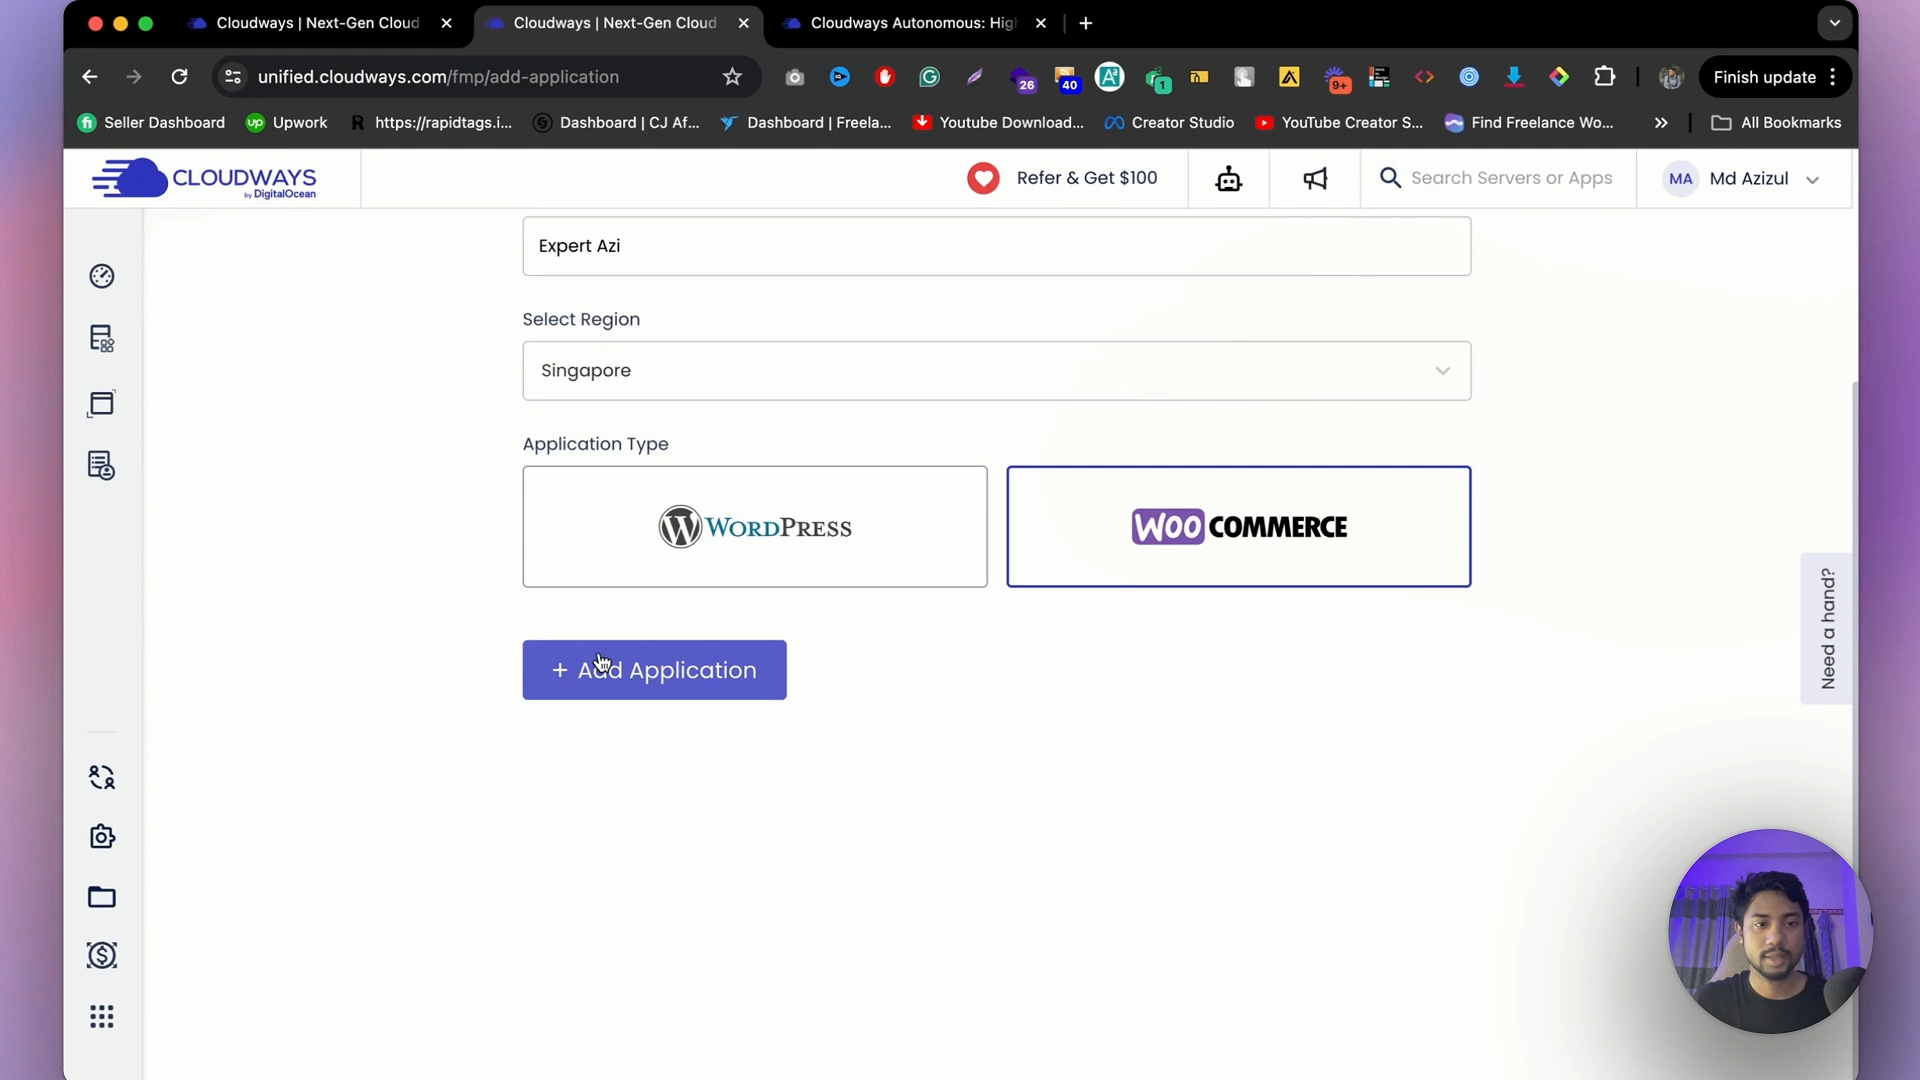 Cloudways | Next-Gen Cloud
Cloudways | Next-Gen Cloud
Cloudways Autonomous: Hig
unified.cloudways.com/fmp/add-application
26
40
1
9+
Finish update
Seller Dashboard
up Upwork
https://rapidtags.i...
Dashboard | CJ Af...
Dashboard | Freela...
Youtube Download...
Creator Studio
YouTube Creator S...
Find Freelance Wo...
All Bookmarks
CLOUDWAYS
by DigitalOcean
Refer & Get $100
Search Servers or Apps
MA
Md Azizul
Expert Azi
Select Region
Singapore
Application Type
WORDPRESS
WOO COMMERCE
+ Add Application
Need a hand?